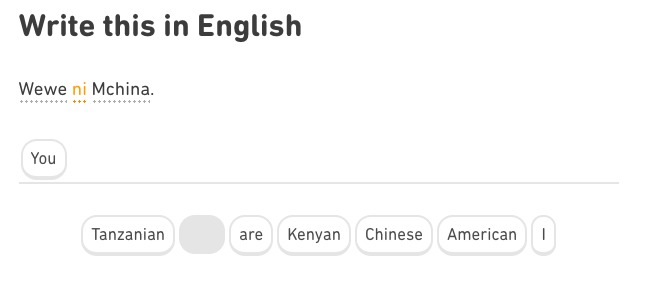 Write this in English
Wewe ni Mchina.
You
Tanzanian are Kenyan Chinese American I